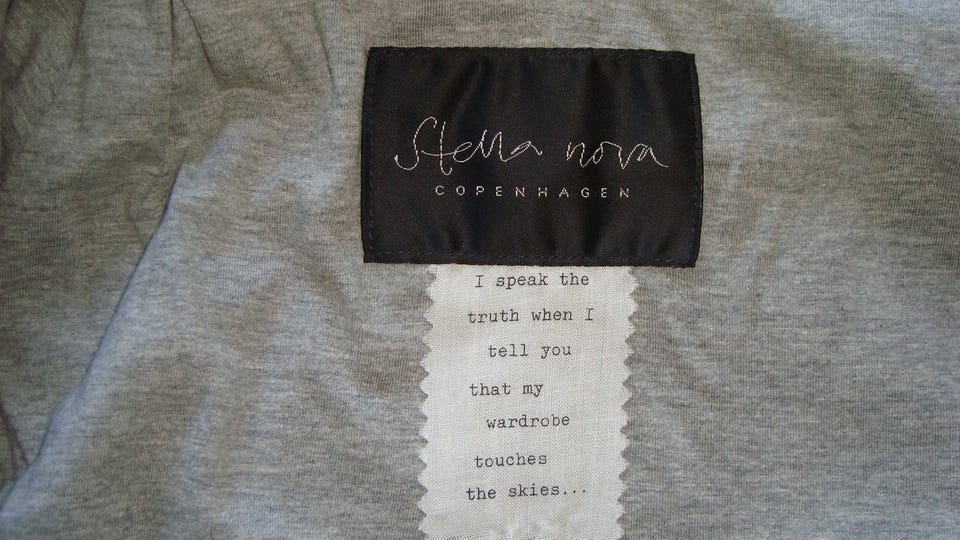 Stella nova
COPENHAGEN
I speak the
truth when I
tell you
that my
wardrobe
touches
the skies...